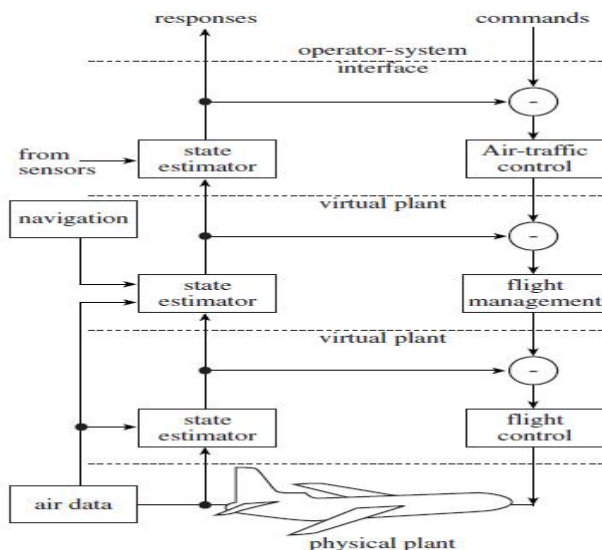 responses
commands
operator-system
interface
-
from
sensors
state
estimator
Air-traffic
control
virtual plant
navigation
-
state
estimator
flight
management
virtual plant
-
state
estimator
flight
control
air data
physical plant